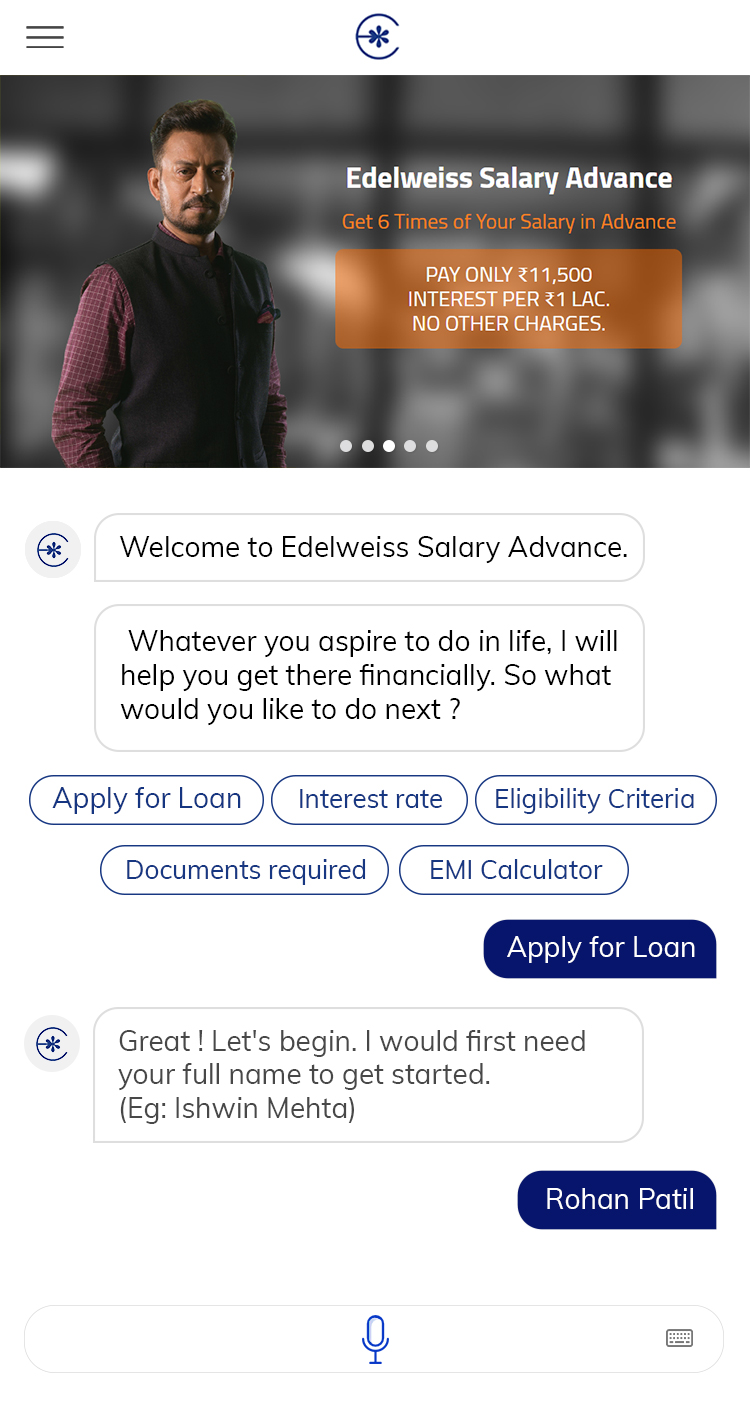 Edelweiss Salary Advance
Get 6 Times of Your Salary in Advance
PAY ONLY ₹11,500
INTEREST PER ₹1 LAC.
NO OTHER CHARGES.
Welcome to Edelweiss Salary Advance.
Whatever you aspire to do in life, I will
help you get there financially. So what
would you like to do next ?
Apply for Loan Interest rate Eligibility Criteria
Documents required EMI Calculator
Apply for Loan
Great ! Let's begin. I would first need
your full name to get started.
(Eg: Ishwin Mehta)
Rohan Patil